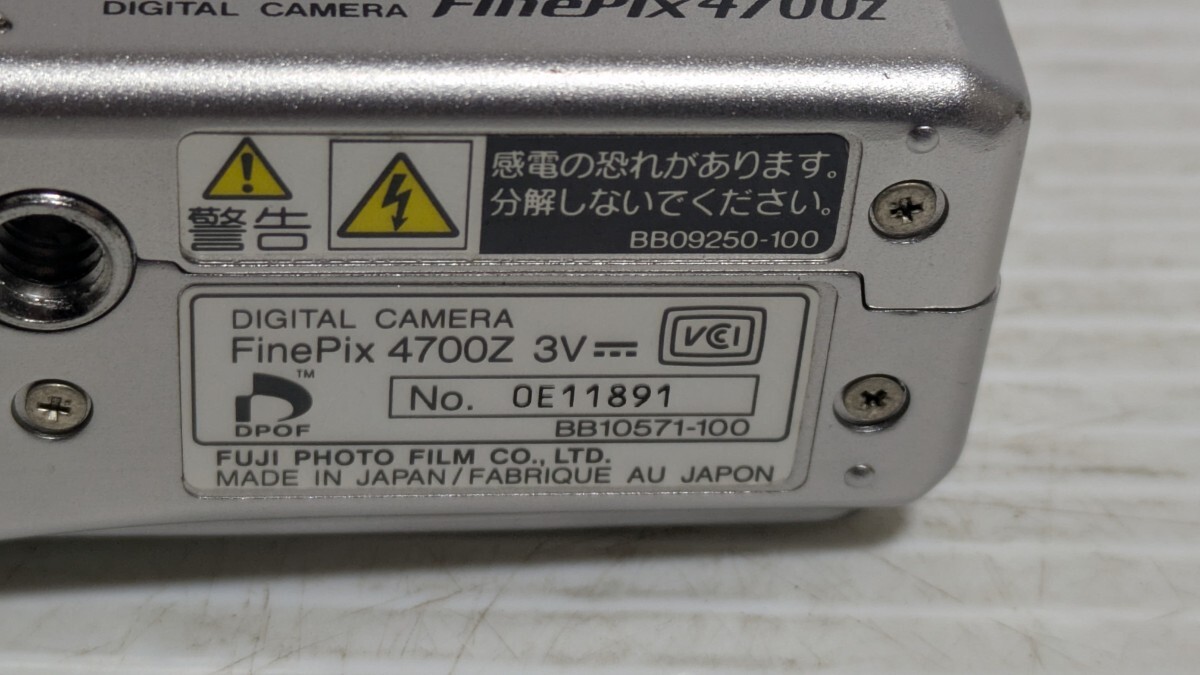 DIGITAL CAMERA FinePix 4700z
警告
感電の恐れがあります。
分解しないでください。
BB09250-100
DIGITAL CAMERA
FinePix 4700Z 3V
VCCI
DPOF™
No. 0E11891
BB10571-100
FUJI PHOTO FILM CO., LTD.
MADE IN JAPAN/FABRIQUE AU JAPON